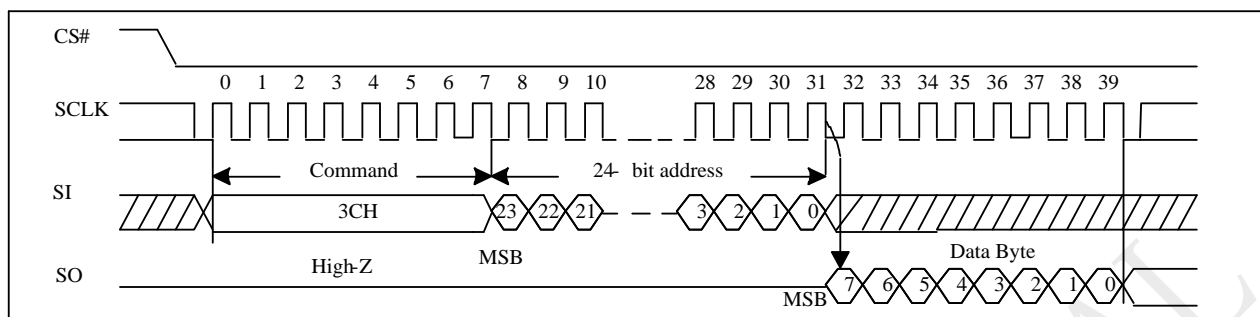 CS#
0 1 2 3 4 5 6 7 8 9 10 28 29 30 31 32 33 34 35 36 37 38 39
SCLK
Command 24- bit address
SI
3CH 23 22 21 3 2 1 0
MSB Data Byte
High-Z
SO
MSB 7 6 5 4 3 2 1 0